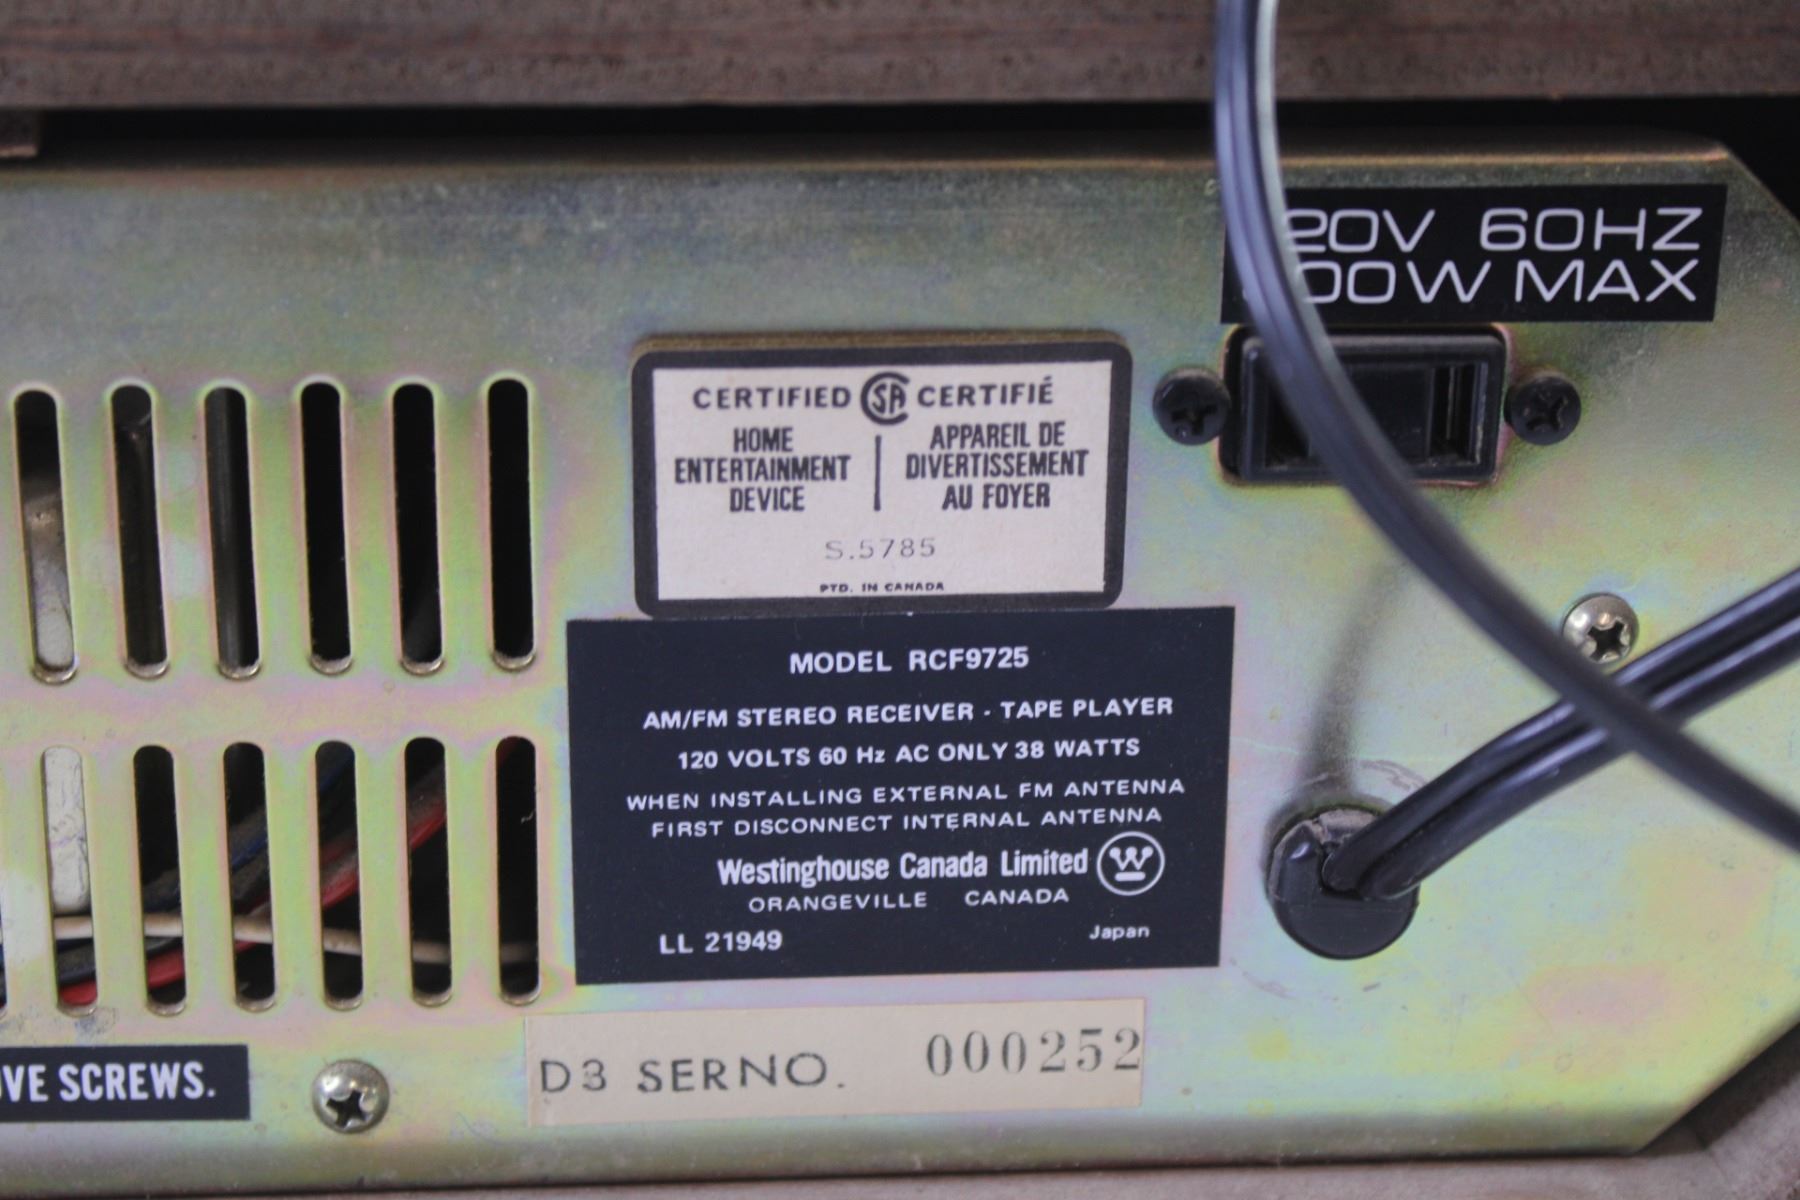 20V 60HZ
00W MAX
CERTIFIED SA CERTIFIÉ
HOME
ENTERTAINMENT
DEVICE
APPAREIL DE
DIVERTISSEMENT
AU FOYER
S.5785
PTD. IN CANADA
MODEL RCF9725
AM/FM STEREO RECEIVER - TAPE PLAYER
120 VOLTS 60 Hz AC ONLY 38 WATTS
WHEN INSTALLING EXTERNAL FM ANTENNA
FIRST DISCONNECT INTERNAL ANTENNA
Westinghouse Canada Limited W
ORANGEVILLE CANADA
LL 21949 Japan
D3 SERNO. 000252
SCREWS.